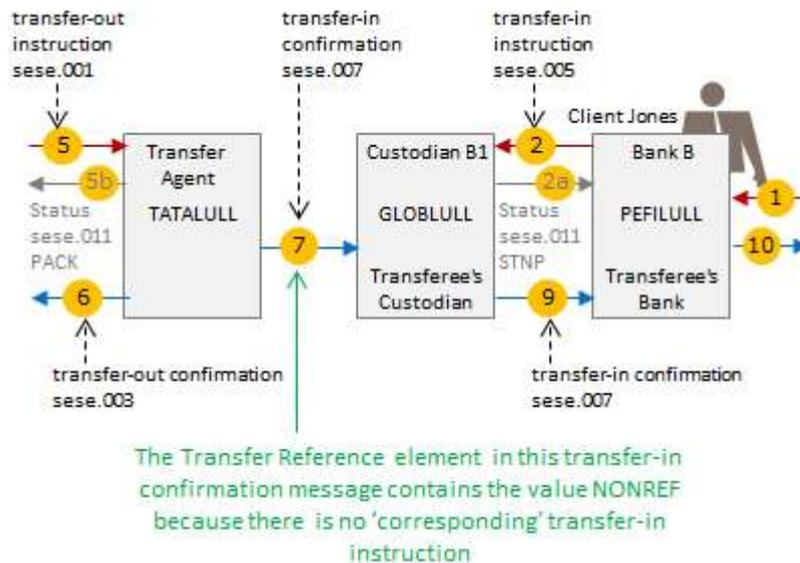 transfer-out
instruction
sese.001
transfer-in
confirmation
sese.007
transfer-in
instruction
sese.005
Client Jones
5
Transfer
Agent
TATALULL
5b
Status
sese.011
PACK
6
7
Custodian B1
GLOBLULL
Transferee's
Custodian
2
2a
Status
sese.011
STNP
9
Bank B
PEFILULL
Transferee's
Bank
1
10
transfer-out confirmation
sese.003
transfer-in confirmation
sese.007
The Transfer Reference element in this transfer-in
confirmation message contains the value NONREF
because there is no 'corresponding' transfer-in
instruction